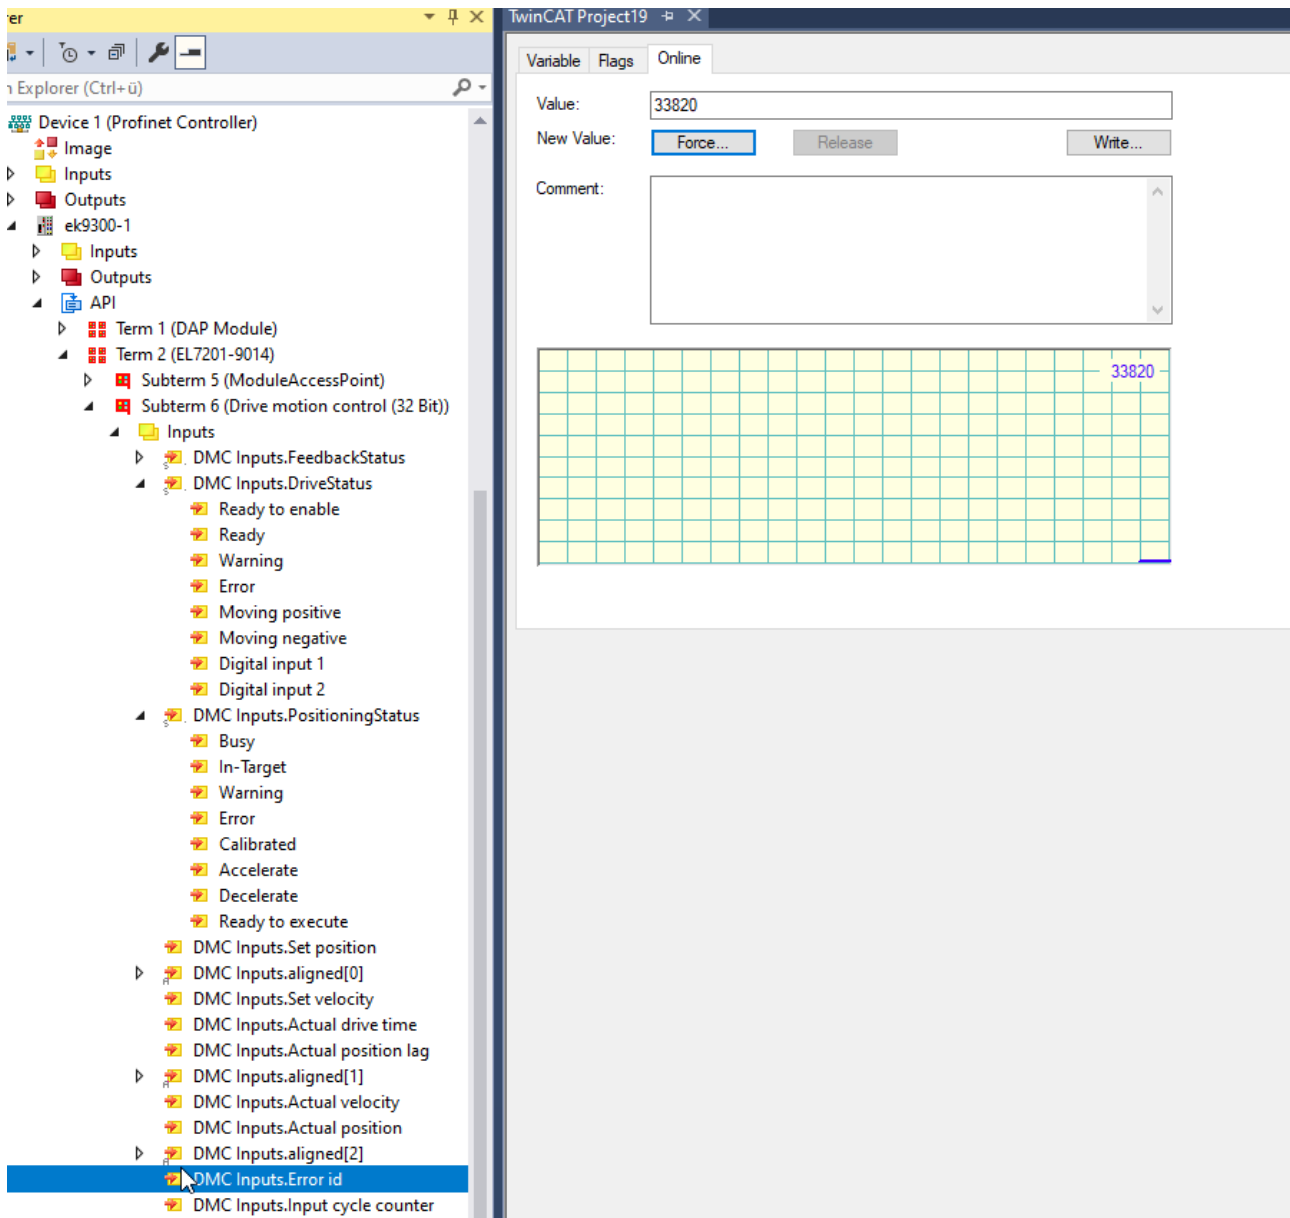 rer
TwinCAT Project19
n Explorer (Ctrl+ü)
Device 1 (Profinet Controller)
Image
Inputs
Outputs
ek9300-1
Inputs
Outputs
API
Term 1 (DAP Module)
Term 2 (EL7201-9014)
Subterm 5 (ModuleAccessPoint)
Subterm 6 (Drive motion control (32 Bit))
Inputs
DMC Inputs.FeedbackStatus
DMC Inputs.DriveStatus
Ready to enable
Ready
Warning
Error
Moving positive
Moving negative
Digital input 1
Digital input 2
DMC Inputs.PositioningStatus
Busy
In-Target
Warning
Error
Calibrated
Accelerate
Decelerate
Ready to execute
DMC Inputs.Set position
DMC Inputs.aligned[0]
DMC Inputs.Set velocity
DMC Inputs.Actual drive time
DMC Inputs.Actual position lag
DMC Inputs.aligned[1]
DMC Inputs.Actual velocity
DMC Inputs.Actual position
DMC Inputs.aligned[2]
DMC Inputs.Error id
DMC Inputs.Input cycle counter
Variable Flags Online
Value: 33820
New Value: Force... Release Write...
Comment:
33820